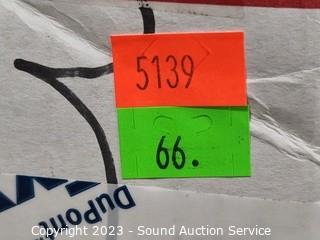 5139
66.
DuPont
Copyright 2023 - Sound Auction Service